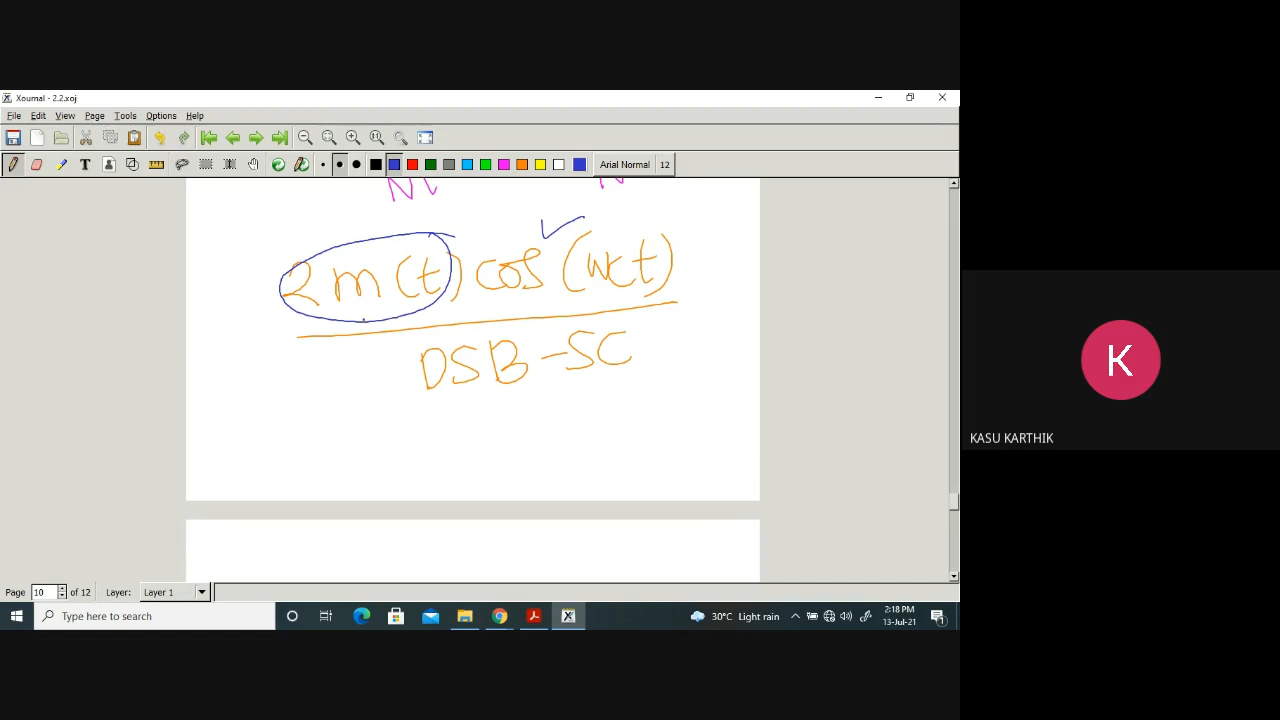 Xournal - 2.2.xoj
File Edit View Page Tools Options Help
T Arial Normal 12
2 m(t) cos(wct)
DSB-SC
K
KASU KARTHIK
Page 10 of 12 Layer: Layer 1
Type here to search
30°C Light rain
2:18 PM
13-Jul-21
1